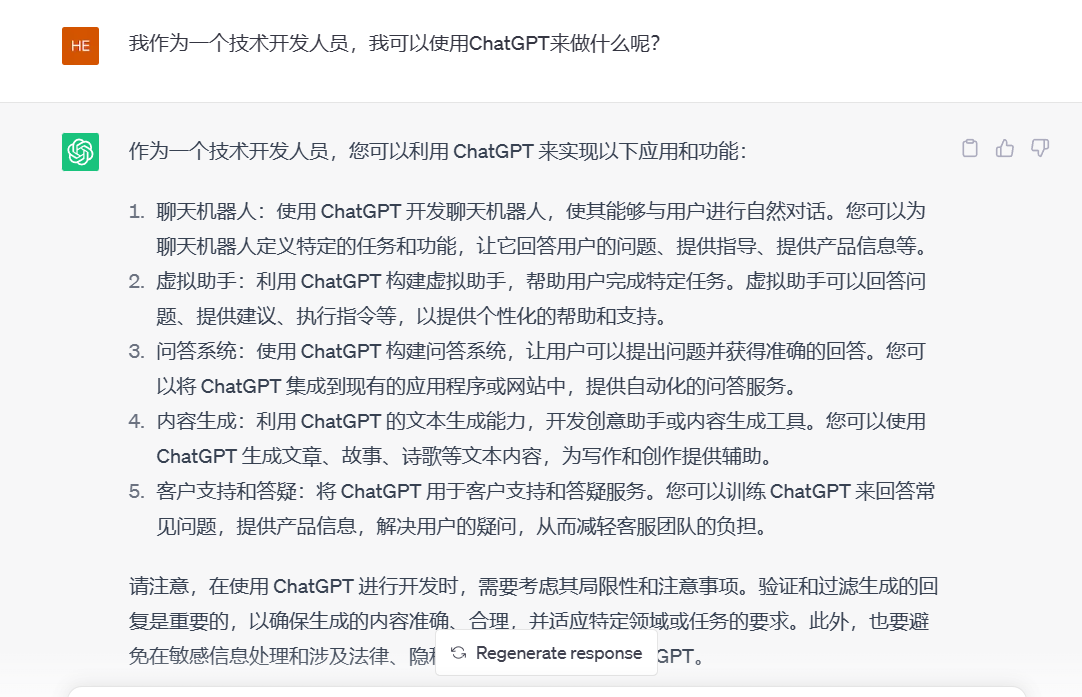 HE
我作为一个技术开发人员，我可以使用ChatGPT来做什么呢？
作为一个技术开发人员，您可以利用 ChatGPT 来实现以下应用和功能：
1. 聊天机器人：使用 ChatGPT 开发聊天机器人，使其能够与用户进行自然对话。您可以为
聊天机器人定义特定的任务和功能，让它回答用户的问题、提供指导、提供产品信息等。
2. 虚拟助手：利用 ChatGPT 构建虚拟助手，帮助用户完成特定任务。虚拟助手可以回答问
题、提供建议、执行指令等，以提供个性化的帮助和支持。
3. 问答系统：使用 ChatGPT 构建问答系统，让用户可以提出问题并获得准确的回答。您可
以将 ChatGPT 集成到现有的应用程序或网站中，提供自动化的问答服务。
4. 内容生成：利用 ChatGPT 的文本生成能力，开发创意助手或内容生成工具。您可以使用
ChatGPT 生成文章、故事、诗歌等文本内容，为写作和创作提供辅助。
5. 客户支持和答疑：将 ChatGPT 用于客户支持和答疑服务。您可以训练 ChatGPT 来回答常
见问题，提供产品信息，解决用户的疑问，从而减轻客服团队的负担。
请注意，在使用 ChatGPT 进行开发时，需要考虑其局限性和注意事项。验证和过滤生成的回
复是重要的，以确保生成的内容准确、合理，并适应特定领域或任务的要求。此外，也要避
免在敏感信息处理和涉及法律、隐 GPT。
Regenerate response